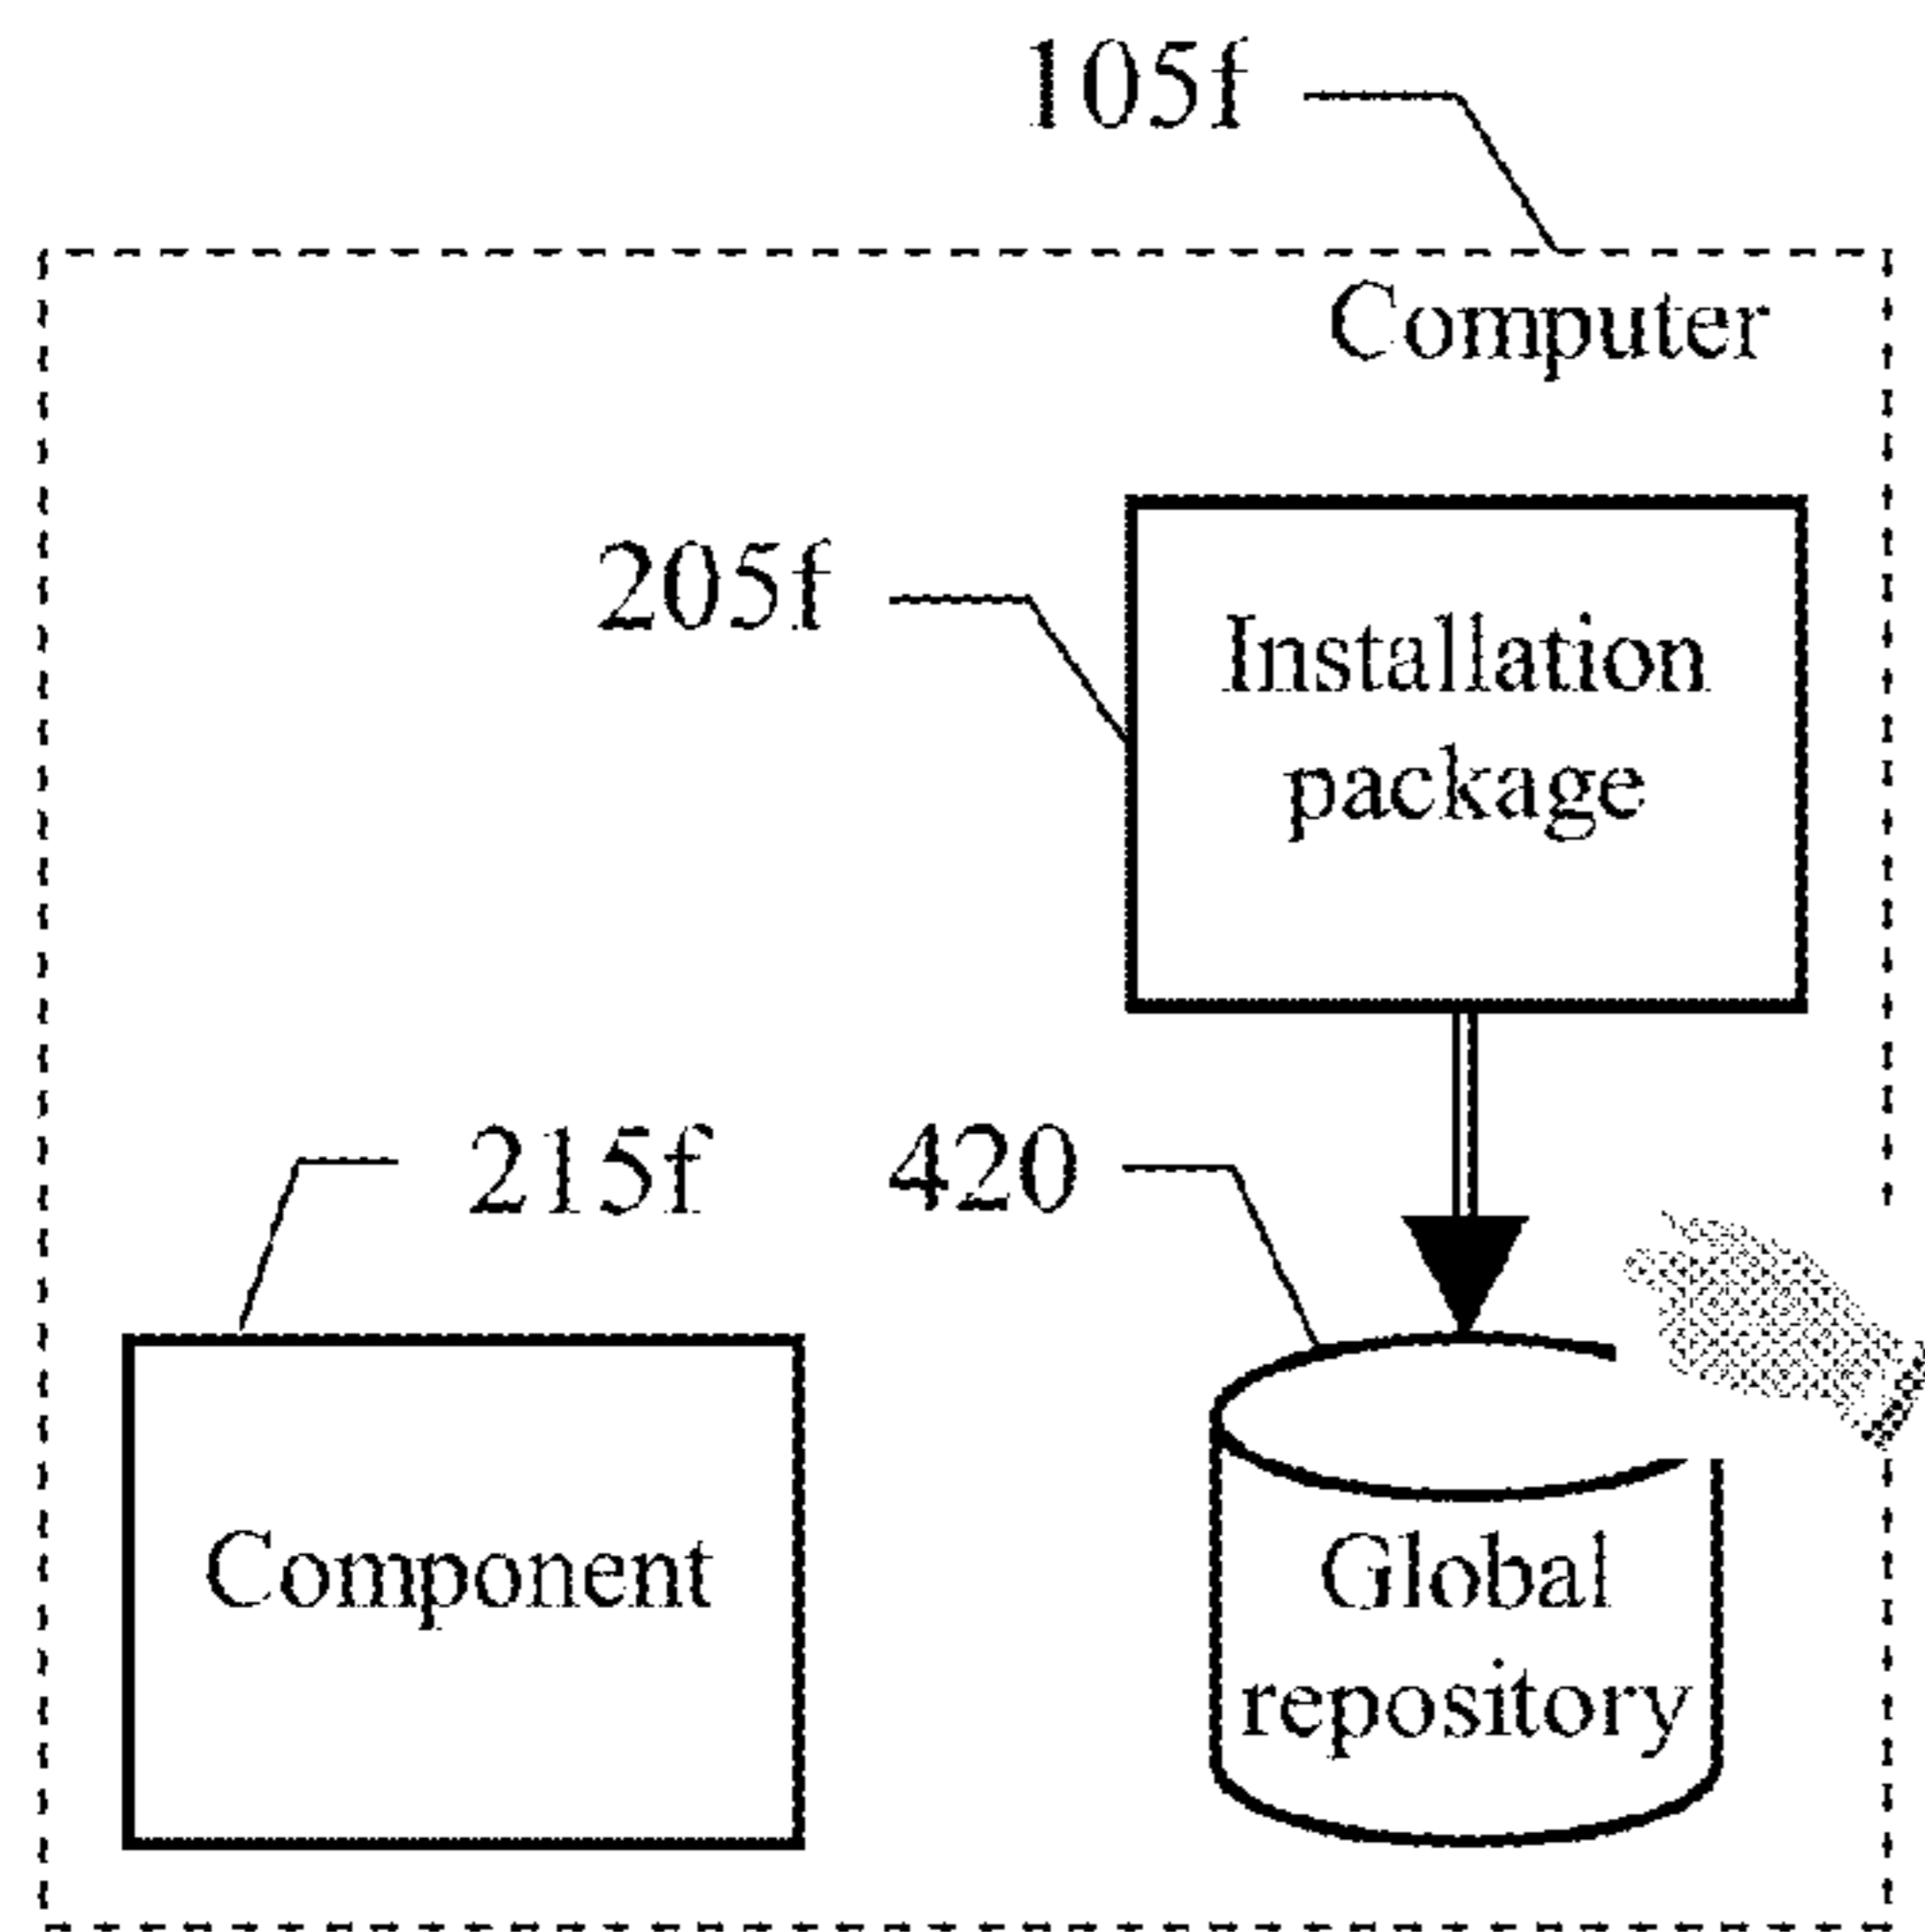 105f
Computer
205f
Installation
package
215f
420
Component
Global
repository